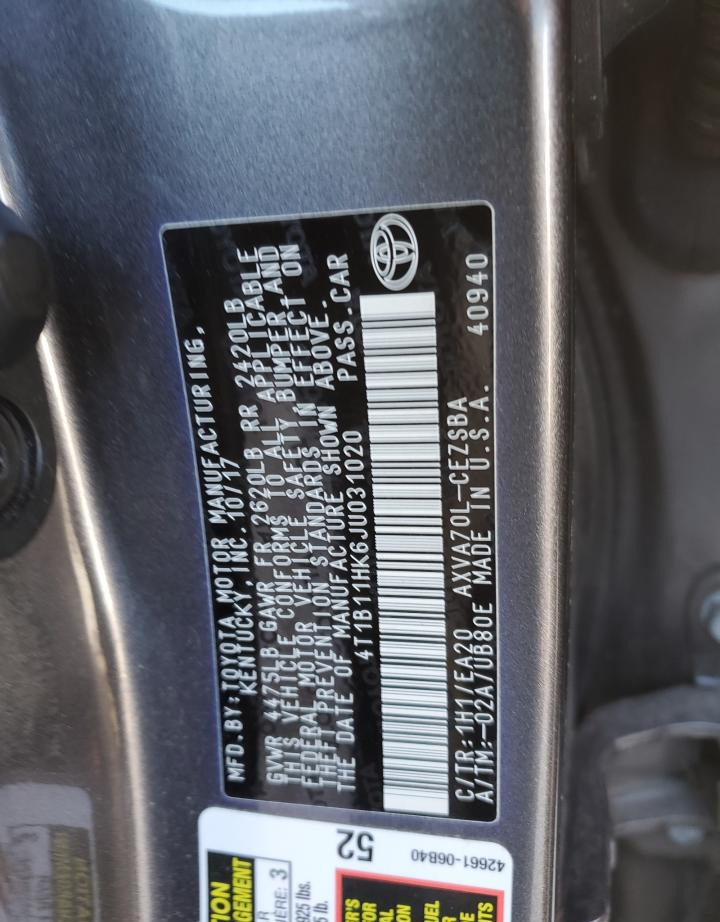 MFD. BY: TOYOTA MOTOR MANUFACTURING,
KENTUCKY, INC. 10/17
GVWR 4475LB GAWR FR 2620LB RR 2420LB
THIS VEHICLE CONFORMS TO ALL APPLICABLE
FEDERAL MOTOR VEHICLE SAFETY BUMPER AND
THEFT PREVENTION STANDARDS IN EFFECT ON
THE DATE OF MANUFACTURE SHOWN ABOVE.
4T1B11HK6JU031020 PASS. CAR
C/TR: 1H1/EA20 AXVA70L-CEZSBA
A/TM: -02A/UB80E MADE IN U.S.A. 40940
52
42661-06B40
3